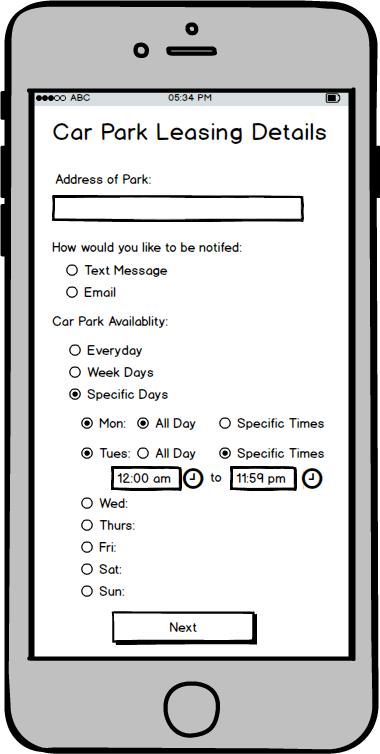 ABC 05:34 PM
Car Park Leasing Details
Address of Park:
How would you like to be notifed:
Text Message
Email
Car Park Availablity:
Everyday
Week Days
Specific Days
Mon: All Day Specific Times
Tues: All Day Specific Times
12:00 am to 11:59 pm
Wed:
Thurs:
Fri:
Sat:
Sun:
Next